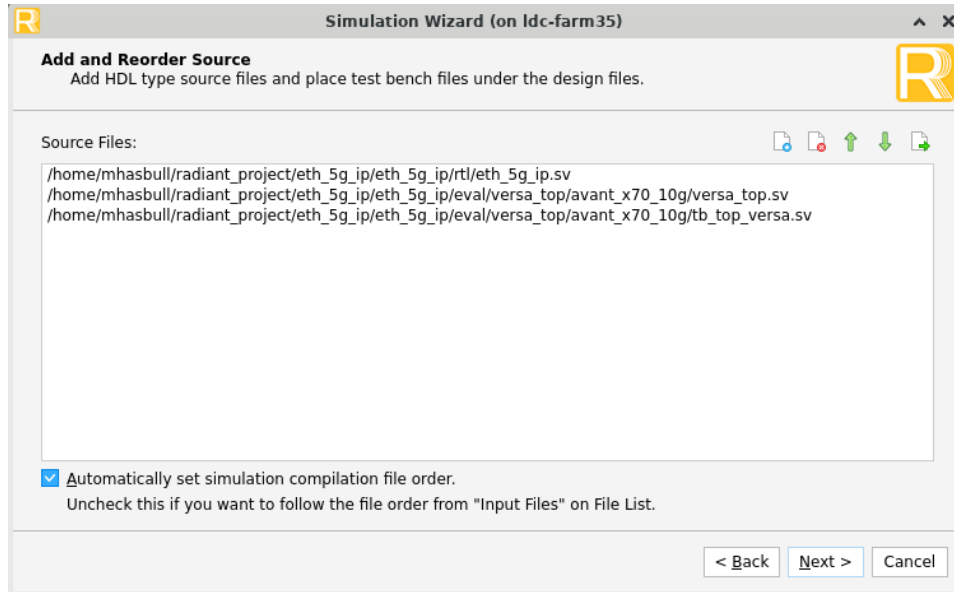 Simulation Wizard (on ldc-farm35)
Add and Reorder Source
Add HDL type source files and place test bench files under the design files.
Source Files:
/home/mhasbull/radiant_project/eth_5g_ip/eth_5g_ip/rtl/eth_5g_ip.sv
/home/mhasbull/radiant_project/eth_5g_ip/eth_5g_ip/eval/versa_top/avant_x70_10g/versa_top.sv
/home/mhasbull/radiant_project/eth_5g_ip/eth_5g_ip/eval/versa_top/avant_x70_10g/tb_top_versa.sv
Automatically set simulation compilation file order.
Uncheck this if you want to follow the file order from "Input Files" on File List.
< Back Next > Cancel